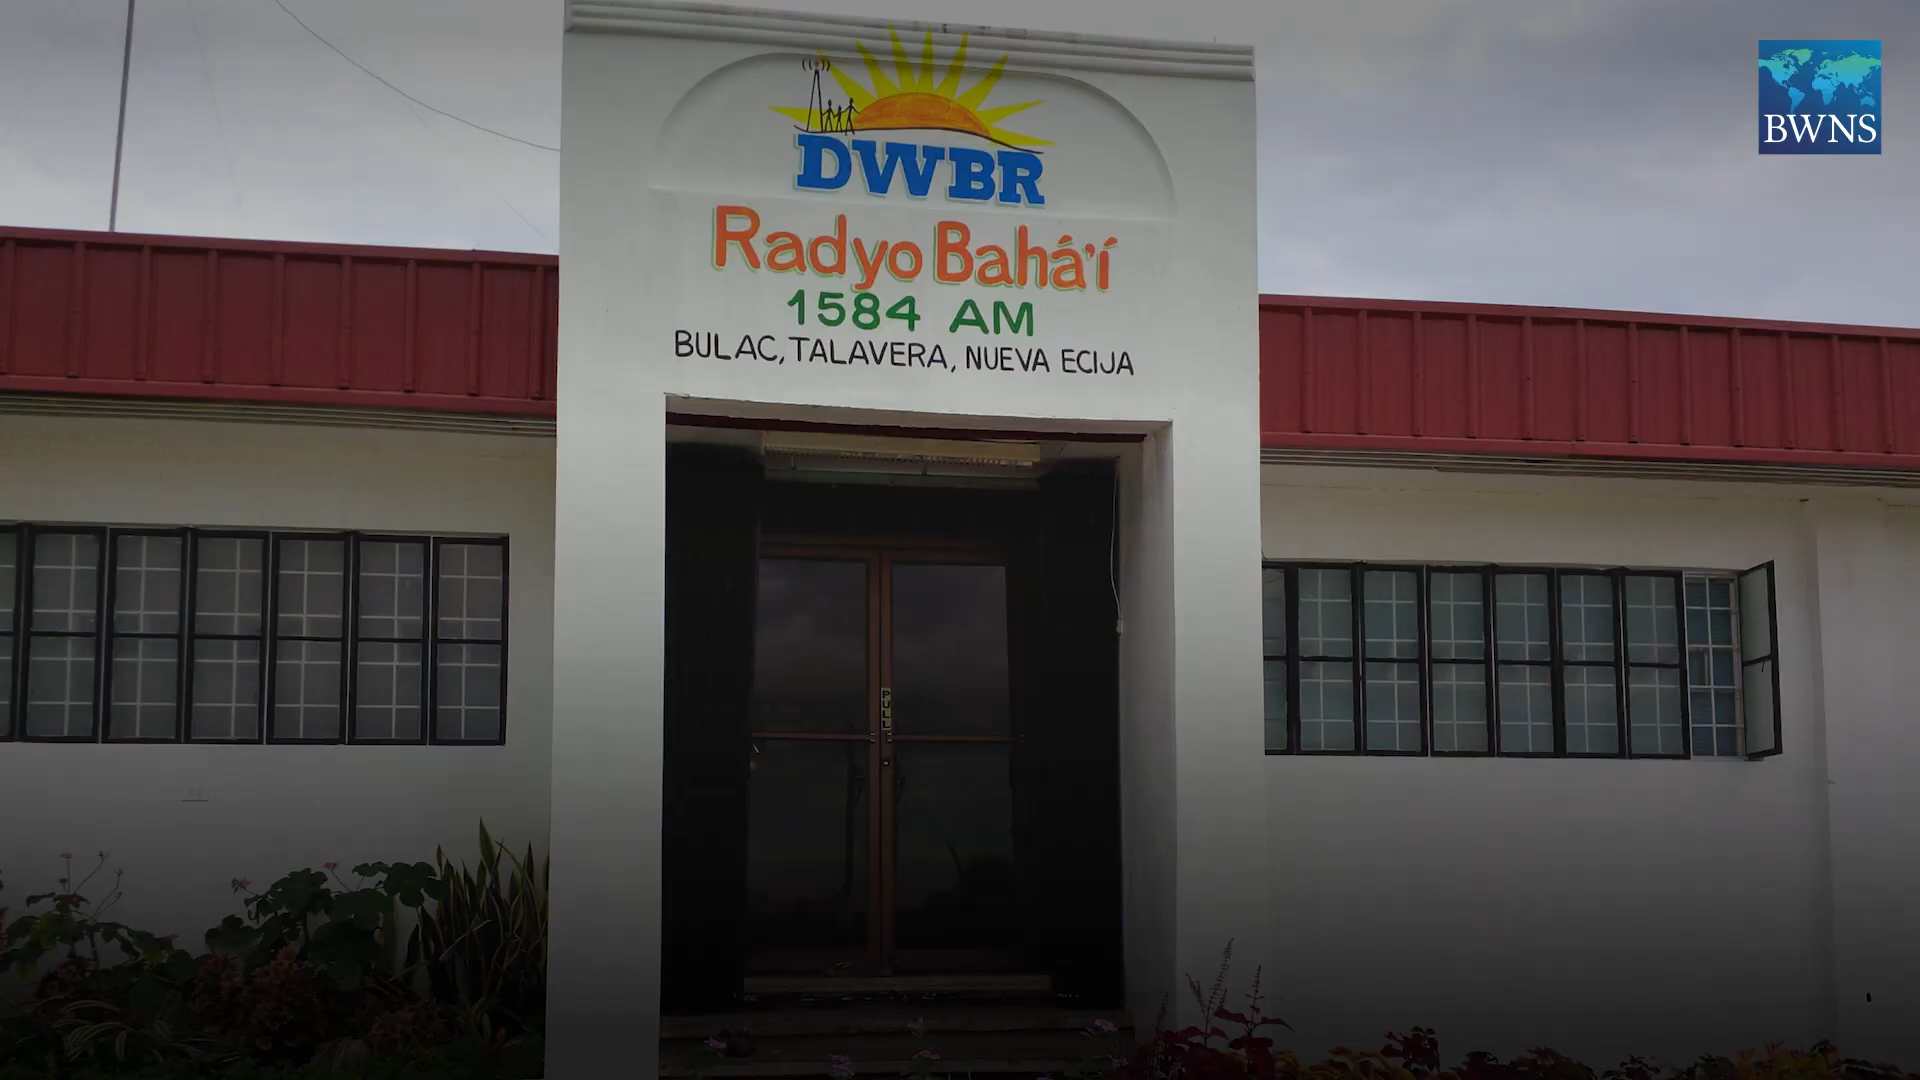 DWBR
Radyo Bahá'í
1584 AM
BULAC, TALAVERA, NUEVA ECIJA
PULL
BWNS